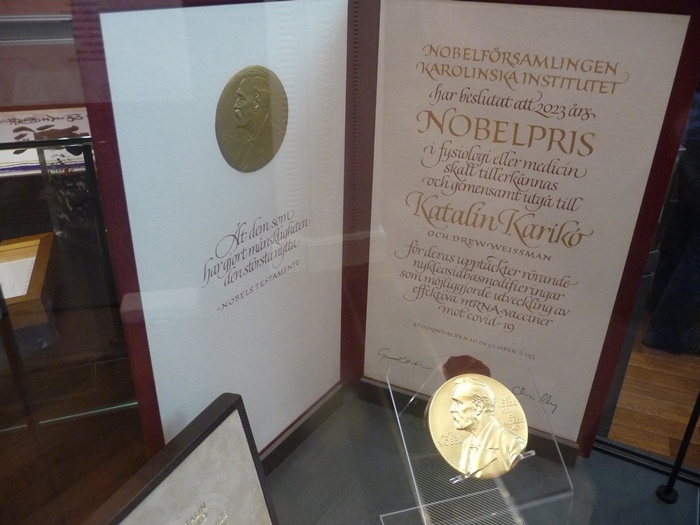 Åt dem som
har gjort mänskligheten
den största nytta
~NOBELS TESTAMENTE
NOBELFÖRSAMLINGEN
KAROLINSKA INSTITUTET
har beslutat att 2023 års
NOBELPRIS
i fysiologi eller medicin
skall tillerkännas
och gemensamt utgå till
Katalin Karikó
OCH DREW WEISSMAN
för deras upptäckter rörande
nukleosidbasmodifieringar
som möjliggjorde utveckling av
effektiva mRNA-vacciner
mot covid-19
STOCKHOLM DEN 10 DECEMBER 2023